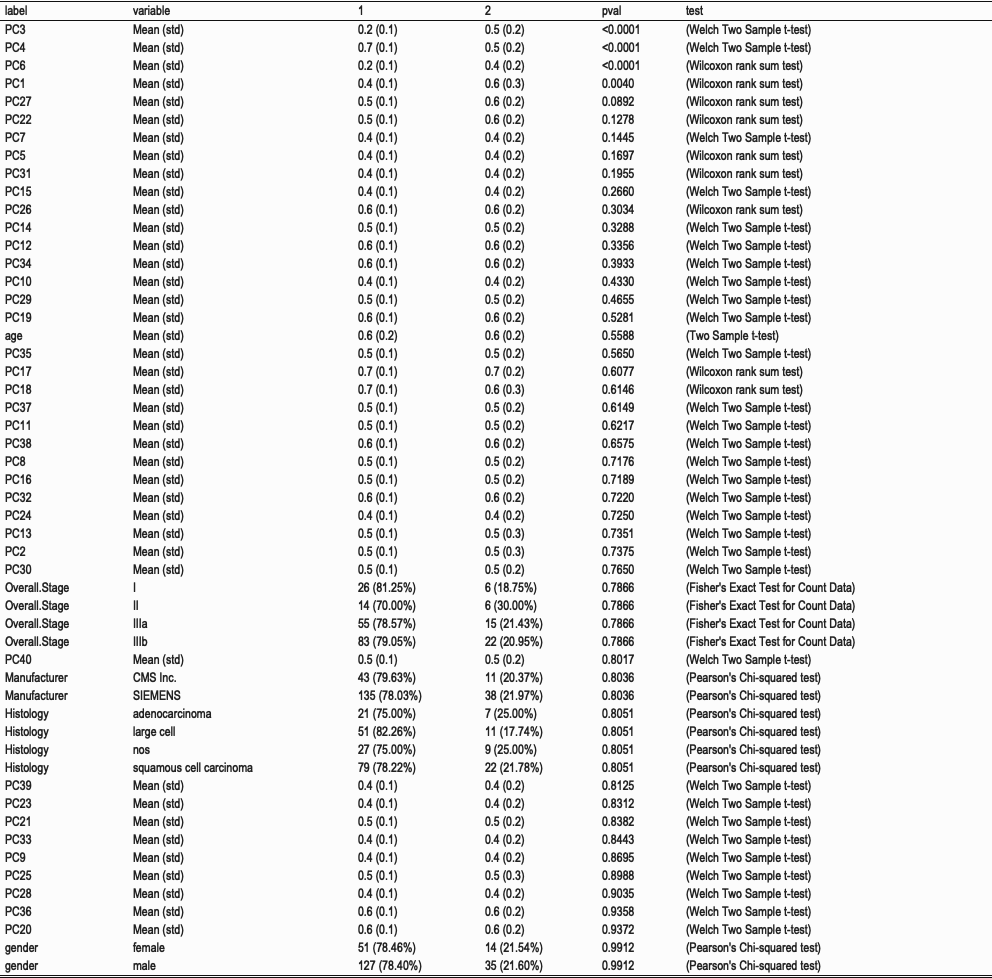 label variable 1 2 pval test
PC3 Mean (std) 0.2 (0.1) 0.5 (0.2) <0.0001 (Welch Two Sample t-test)
PC4 Mean (std) 0.7 (0.1) 0.5 (0.2) <0.0001 (Welch Two Sample t-test)
PC6 Mean (std) 0.2 (0.1) 0.4 (0.2) <0.0001 (Wilcoxon rank sum test)
PC1 Mean (std) 0.4 (0.1) 0.6 (0.3) 0.0040 (Wilcoxon rank sum test)
PC27 Mean (std) 0.5 (0.1) 0.6 (0.2) 0.0892 (Wilcoxon rank sum test)
PC22 Mean (std) 0.5 (0.1) 0.6 (0.2) 0.1278 (Wilcoxon rank sum test)
PC7 Mean (std) 0.4 (0.1) 0.4 (0.2) 0.1445 (Welch Two Sample t-test)
PC5 Mean (std) 0.4 (0.1) 0.4 (0.2) 0.1697 (Wilcoxon rank sum test)
PC31 Mean (std) 0.4 (0.1) 0.4 (0.2) 0.1955 (Wilcoxon rank sum test)
PC15 Mean (std) 0.4 (0.1) 0.4 (0.2) 0.2660 (Welch Two Sample t-test)
PC26 Mean (std) 0.6 (0.1) 0.6 (0.2) 0.3034 (Wilcoxon rank sum test)
PC14 Mean (std) 0.5 (0.1) 0.5 (0.2) 0.3288 (Welch Two Sample t-test)
PC12 Mean (std) 0.6 (0.1) 0.6 (0.2) 0.3356 (Welch Two Sample t-test)
PC34 Mean (std) 0.6 (0.1) 0.6 (0.2) 0.3933 (Welch Two Sample t-test)
PC10 Mean (std) 0.4 (0.1) 0.4 (0.2) 0.4330 (Welch Two Sample t-test)
PC29 Mean (std) 0.5 (0.1) 0.5 (0.2) 0.4655 (Welch Two Sample t-test)
PC19 Mean (std) 0.6 (0.1) 0.6 (0.2) 0.5281 (Welch Two Sample t-test)
age Mean (std) 0.6 (0.2) 0.6 (0.2) 0.5588 (Two Sample t-test)
PC35 Mean (std) 0.5 (0.1) 0.5 (0.2) 0.5650 (Welch Two Sample t-test)
PC17 Mean (std) 0.7 (0.1) 0.7 (0.2) 0.6077 (Wilcoxon rank sum test)
PC18 Mean (std) 0.7 (0.1) 0.6 (0.3) 0.6146 (Wilcoxon rank sum test)
PC37 Mean (std) 0.5 (0.1) 0.5 (0.2) 0.6149 (Welch Two Sample t-test)
PC11 Mean (std) 0.5 (0.1) 0.5 (0.2) 0.6217 (Welch Two Sample t-test)
PC38 Mean (std) 0.6 (0.1) 0.6 (0.2) 0.6575 (Welch Two Sample t-test)
PC8 Mean (std) 0.5 (0.1) 0.5 (0.2) 0.7176 (Welch Two Sample t-test)
PC16 Mean (std) 0.5 (0.1) 0.5 (0.2) 0.7189 (Welch Two Sample t-test)
PC32 Mean (std) 0.6 (0.1) 0.6 (0.2) 0.7220 (Welch Two Sample t-test)
PC24 Mean (std) 0.4 (0.1) 0.4 (0.2) 0.7250 (Welch Two Sample t-test)
PC13 Mean (std) 0.5 (0.1) 0.5 (0.3) 0.7351 (Welch Two Sample t-test)
PC2 Mean (std) 0.5 (0.1) 0.5 (0.3) 0.7375 (Welch Two Sample t-test)
PC30 Mean (std) 0.5 (0.1) 0.5 (0.2) 0.7650 (Welch Two Sample t-test)
Overall.Stage I 26 (81.25%) 6 (18.75%) 0.7866 (Fisher's Exact Test for Count Data)
Overall.Stage II 14 (70.00%) 6 (30.00%) 0.7866 (Fisher's Exact Test for Count Data)
Overall.Stage IIIa 55 (78.57%) 15 (21.43%) 0.7866 (Fisher's Exact Test for Count Data)
Overall.Stage IIIb 83 (79.05%) 22 (20.95%) 0.7866 (Fisher's Exact Test for Count Data)
PC40 Mean (std) 0.5 (0.1) 0.5 (0.2) 0.8017 (Welch Two Sample t-test)
Manufacturer CMS Inc. 43 (79.63%) 11 (20.37%) 0.8036 (Pearson's Chi-squared test)
Manufacturer SIEMENS 135 (78.03%) 38 (21.97%) 0.8036 (Pearson's Chi-squared test)
Histology adenocarcinoma 21 (75.00%) 7 (25.00%) 0.8051 (Pearson's Chi-squared test)
Histology large cell 51 (82.26%) 11 (17.74%) 0.8051 (Pearson's Chi-squared test)
Histology nos 27 (75.00%) 9 (25.00%) 0.8051 (Pearson's Chi-squared test)
Histology squamous cell carcinoma 79 (78.22%) 22 (21.78%) 0.8051 (Pearson's Chi-squared test)
PC39 Mean (std) 0.4 (0.1) 0.4 (0.2) 0.8125 (Welch Two Sample t-test)
PC23 Mean (std) 0.4 (0.1) 0.4 (0.2) 0.8312 (Welch Two Sample t-test)
PC21 Mean (std) 0.5 (0.1) 0.5 (0.2) 0.8382 (Welch Two Sample t-test)
PC33 Mean (std) 0.4 (0.1) 0.4 (0.2) 0.8443 (Welch Two Sample t-test)
PC9 Mean (std) 0.4 (0.1) 0.4 (0.2) 0.8695 (Welch Two Sample t-test)
PC25 Mean (std) 0.5 (0.1) 0.5 (0.3) 0.8988 (Welch Two Sample t-test)
PC28 Mean (std) 0.4 (0.1) 0.4 (0.2) 0.9035 (Welch Two Sample t-test)
PC36 Mean (std) 0.6 (0.1) 0.6 (0.2) 0.9358 (Welch Two Sample t-test)
PC20 Mean (std) 0.6 (0.1) 0.6 (0.2) 0.9372 (Welch Two Sample t-test)
gender female 51 (78.46%) 14 (21.54%) 0.9912 (Pearson's Chi-squared test)
gender male 127 (78.40%) 35 (21.60%) 0.9912 (Pearson's Chi-squared test)